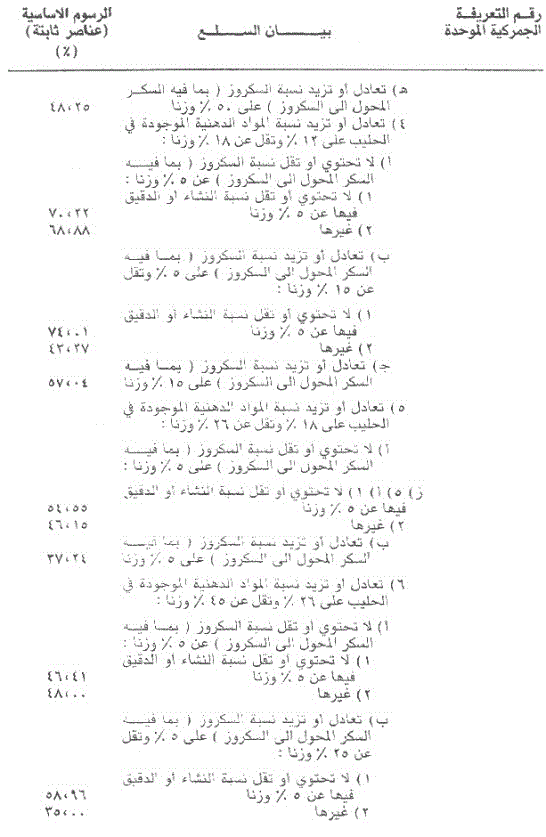 رقم التعريفة
الجمركية الموحدة
بيان السلع
الرسوم الاساسية
(عناصر ثابتة)
(٪)
ه) تعادل او تزيد نسبة السكروز ( بما فيه السكر
المحول الى السكروز ) على ٥٠ ٪ وزنا ٤٨،٢٥
٤) تعادل او تزيد نسبة المواد الدهنية الموجودة في
الحليب على ١٢ ٪ وتقل عن ١٨ ٪ وزنا :
أ) لا تحتوي او تقل نسبة السكروز ( بما فيه
السكر المحول الى السكروز ) عن ٥ ٪ وزنا :
١) لا تحتوي او تقل نسبة النشاء او الدقيق
فيها عن ٥ ٪ وزنا ٧٠،٢٢
٢) غيرها ٦٨،٨٨
ب) تعادل او تزيد نسبة السكروز ( بما فيه
السكر المحول الى السكروز ) على ٥ ٪ وتقل
عن ١٥ ٪ وزنا :
١) لا تحتوي او تقل نسبة النشاء او الدقيق
فيها عن ٥ ٪ وزنا ٧٤،٠١
٢) غيرها ٤٣،٣٧
ج) تعادل او تزيد نسبة السكروز ( بما فيه
السكر المحول الى السكروز ) على ١٥ ٪ وزنا ٥٧،٠٤
٥) تعادل او تزيد نسبة المواد الدهنية الموجودة في
الحليب على ١٨ ٪ وتقل عن ٢٦ ٪ وزنا :
أ) لا تحتوي او تقل نسبة السكروز ( بما فيه
السكر المحول الى السكروز ) على ٥ ٪ وزنا :
ز) ٥) أ) ١) لا تحتوي او تقل نسبة النشاء او الدقيق
فيها عن ٥ ٪ وزنا ٥٤،٥٥
٢) غيرها ٤٦،١٥
ب) تعادل او تزيد نسبة السكروز ( بما فيه
السكر المحول الى السكروز ) على ٥ ٪ وزنا ٣٧،٢٤
٦) تعادل او تزيد نسبة المواد الدهنية الموجودة في
الحليب على ٢٦ ٪ وتقل عن ٤٥ ٪ وزنا :
أ) لا تحتوي او تقل نسبة السكروز ( بما فيه
السكر المحول الى السكروز ) عن ٥ ٪ وزنا :
١) لا تحتوي او تقل نسبة النشاء او الدقيق
فيها عن ٥ ٪ وزنا ٤٦،٤١
٢) غيرها ٤٨،٠٠
ب) تعادل او تزيد نسبة السكروز ( بما فيه
السكر المحول الى السكروز ) على ٥ ٪ وتقل
عن ٢٥ ٪ وزنا :
١) لا تحتوي او تقل نسبة النشاء او الدقيق
فيها عن ٥ ٪ وزنا ٥٨،٩٦
٢) غيرها ٣٥،٠٠